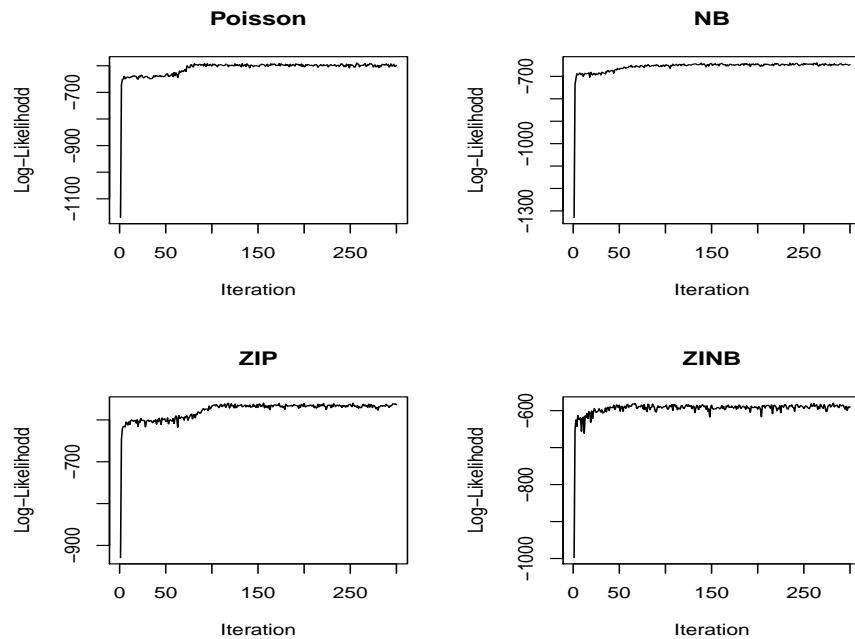 Poisson
Log-Likelihodd
-700
-900
-1100
0 50 150 250
Iteration
NB
Log-Likelihodd
-700
-1000
-1300
0 50 150 250
Iteration
ZIP
Log-Likelihodd
-700
-900
0 50 150 250
Iteration
ZINB
Log-Likelihodd
-600
-800
-1000
0 50 150 250
Iteration